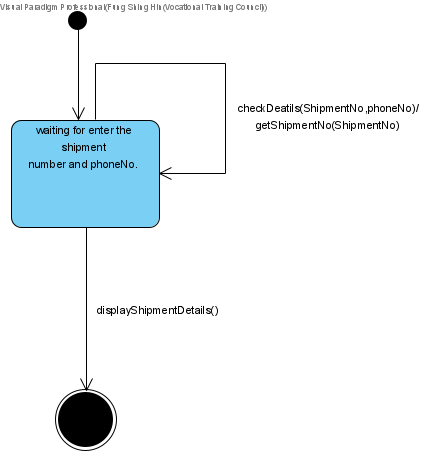 Visual Paradigm Professional(Fung Shing Hin(Vocational Training Council))
waiting for enter the
shipment
number and phoneNo.
checkDeatils(ShipmentNo,phoneNo)/
getShipmentNo(ShipmentNo)
displayShipmentDetails()